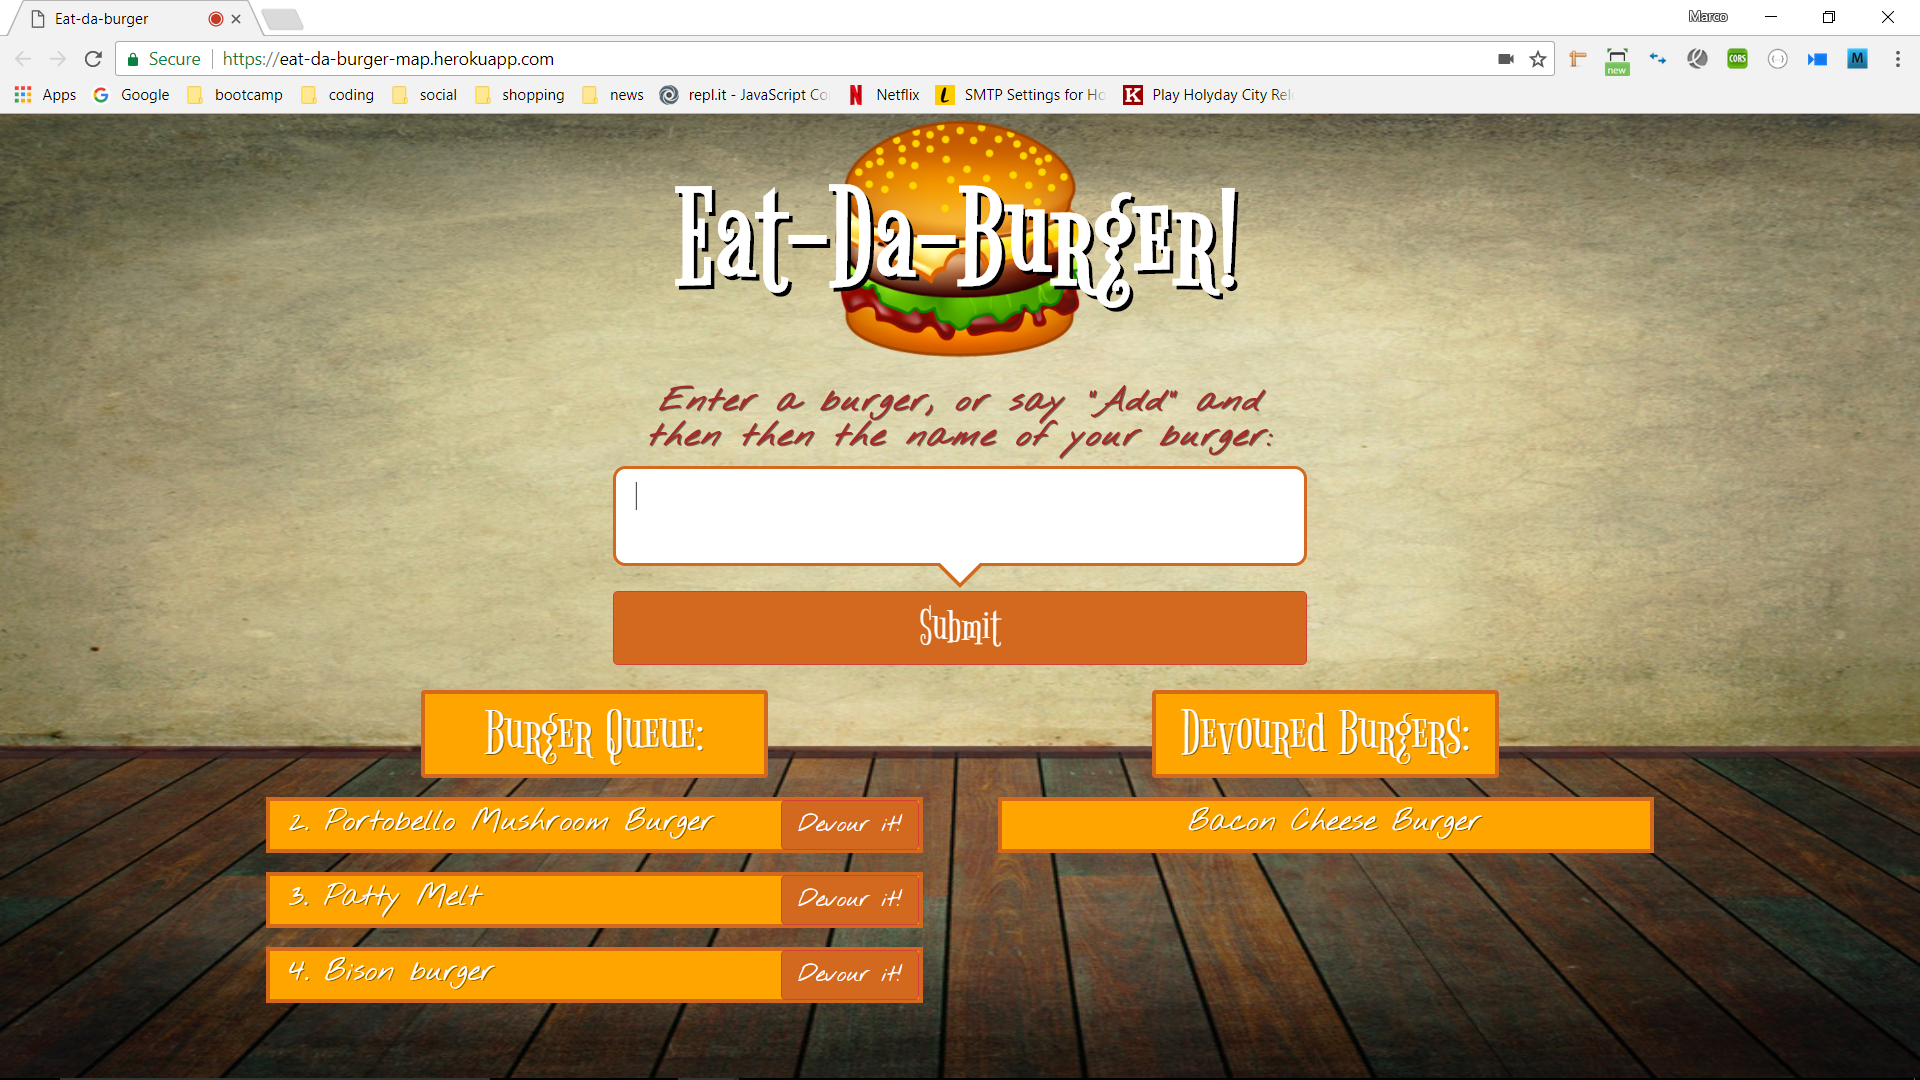 Eat-da-burger
Marco
Secure
https://eat-da-burger-map.herokuapp.com
new
CORS
M
Apps
Google
bootcamp
coding
social
shopping
news
repl.it - JavaScript Co
Netflix
SMTP Settings for Ho
Play Holyday City Rel
Eat-Da-Burger!
Enter a burger, or say "Add" and
then then the name of your burger:
Submit
Burger Queue:
Devoured Burgers:
2. Portobello Mushroom Burger
Devour it!
Bacon Cheese Burger
3. Patty Melt
Devour it!
4. Bison burger
Devour it!